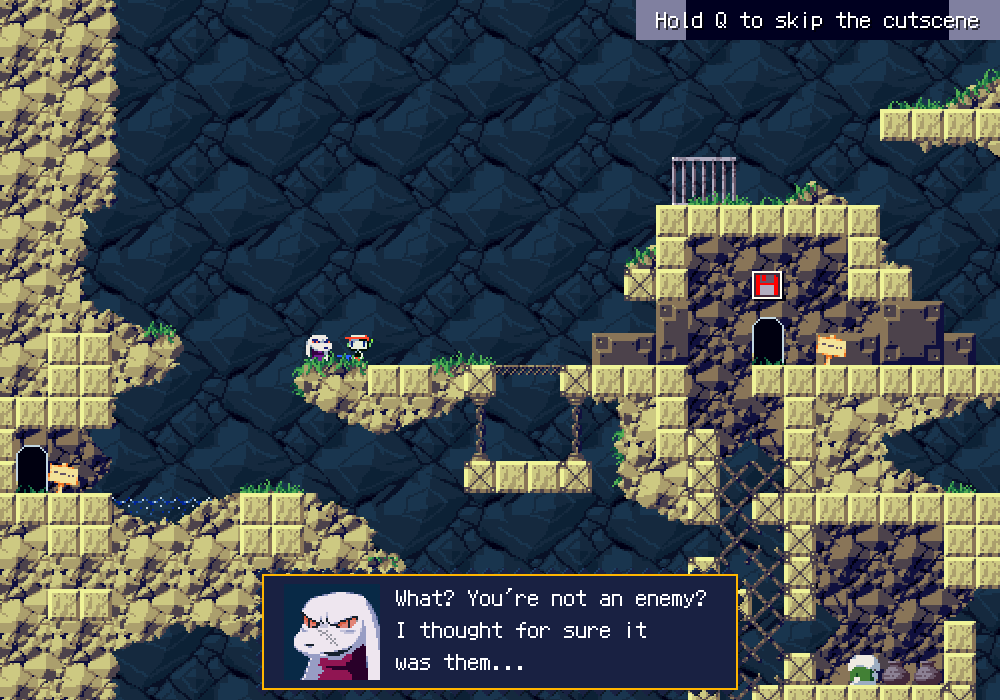 Hold Q to skip the cutscene
What? You're not an enemy?
I thought for sure it
was them...